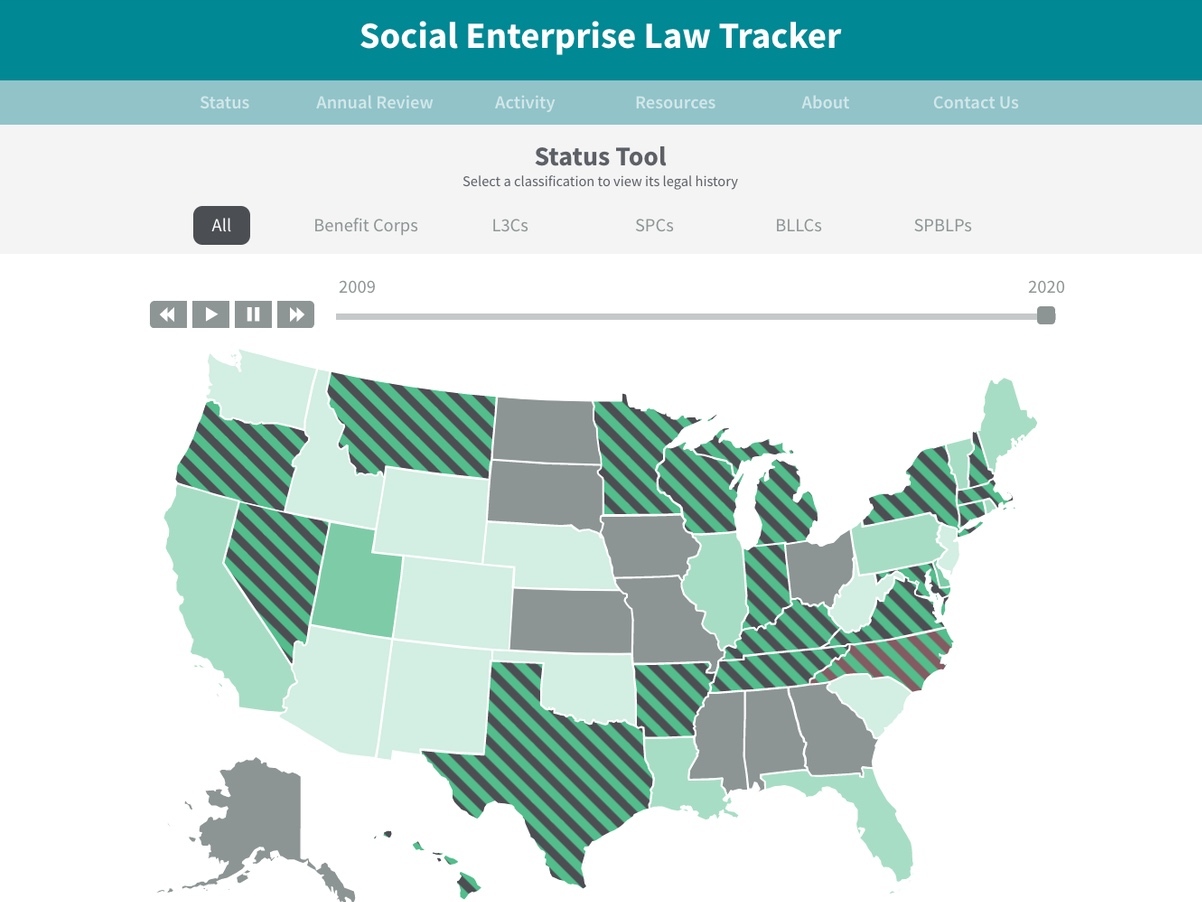 Social Enterprise Law Tracker
Status Annual Review Activity Resources About Contact Us
Status Tool
Select a classification to view its legal history
All Benefit Corps L3Cs SPCs BLLCs SPBLPs
2009 2020